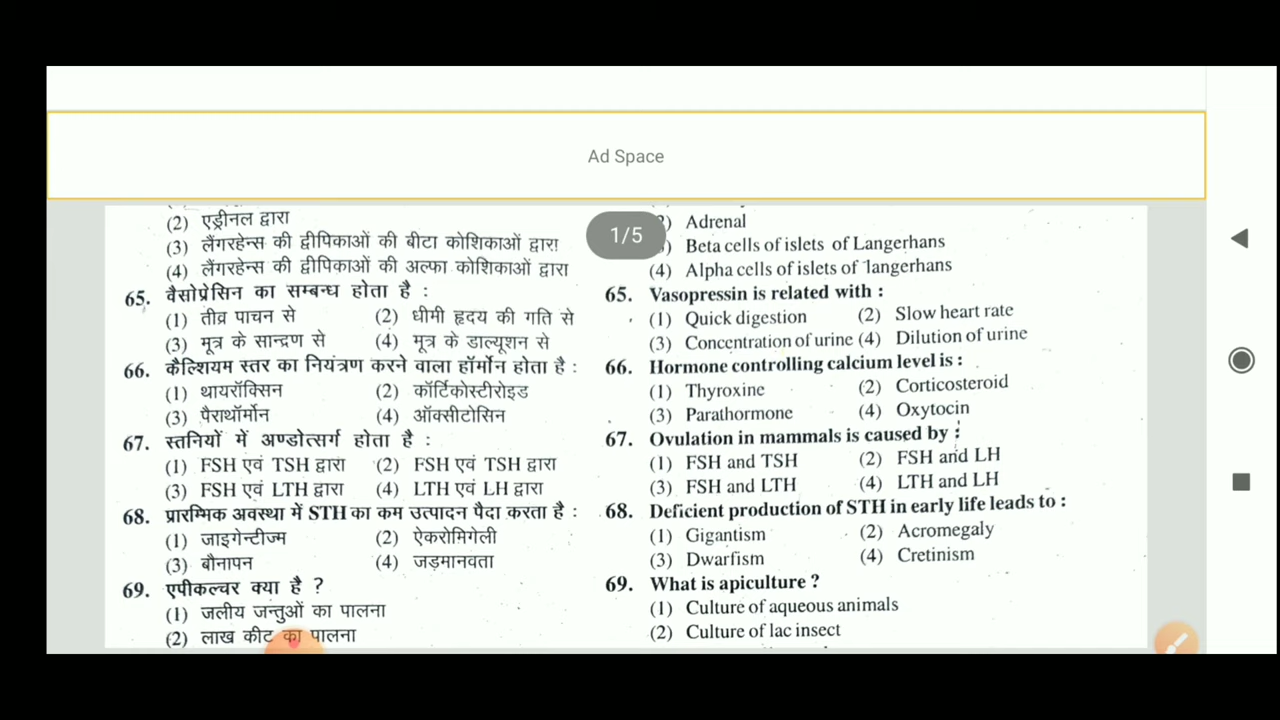 Ad Space
1/5
(2) एड्रीनल द्वारा
(3) लैंगरहेन्स की द्वीपिकाओं की बीटा कोशिकाओं द्वारा
(4) लैंगरहेन्स की द्वीपिकाओं की अल्फा कोशिकाओं द्वारा
65. वैसोप्रेसिन का सम्बन्ध होता है :
(1) तीव्र पाचन से (2) धीमी हृदय की गति से
(3) मूत्र के सान्द्रण से (4) मूत्र के डाल्यूशन से
66. कैल्शियम स्तर का नियंत्रण करने वाला हॉर्मोन होता है :
(1) थायरॉक्सिन (2) कॉर्टिकोस्टीरोइड
(3) पैराथॉर्मोन (4) ऑक्सीटोसिन
67. स्तनियों में अण्डोत्सर्ग होता है :
(1) FSH एवं TSH द्वारा (2) FSH एवं TSH द्वारा
(3) FSH एवं LTH द्वारा (4) LTH एवं LH द्वारा
68. प्रारम्भिक अवस्था में STH का कम उत्पादन पैदा करता है :
(1) जाइगेन्टीज्म (2) ऐकरोमिगेली
(3) बौनापन (4) जड़मानवता
69. एपीकल्चर क्या है ?
(1) जलीय जन्तुओं का पालना
(2) लाख कीट का पालना
) Adrenal
) Beta cells of islets of Langerhans
(4) Alpha cells of islets of langerhans
65. Vasopressin is related with :
(1) Quick digestion (2) Slow heart rate
(3) Concentration of urine (4) Dilution of urine
66. Hormone controlling calcium level is :
(1) Thyroxine (2) Corticosteroid
(3) Parathormone (4) Oxytocin
67. Ovulation in mammals is caused by :
(1) FSH and TSH (2) FSH and LH
(3) FSH and LTH (4) LTH and LH
68. Deficient production of STH in early life leads to :
(1) Gigantism (2) Acromegaly
(3) Dwarfism (4) Cretinism
69. What is apiculture ?
(1) Culture of aqueous animals
(2) Culture of lac insect